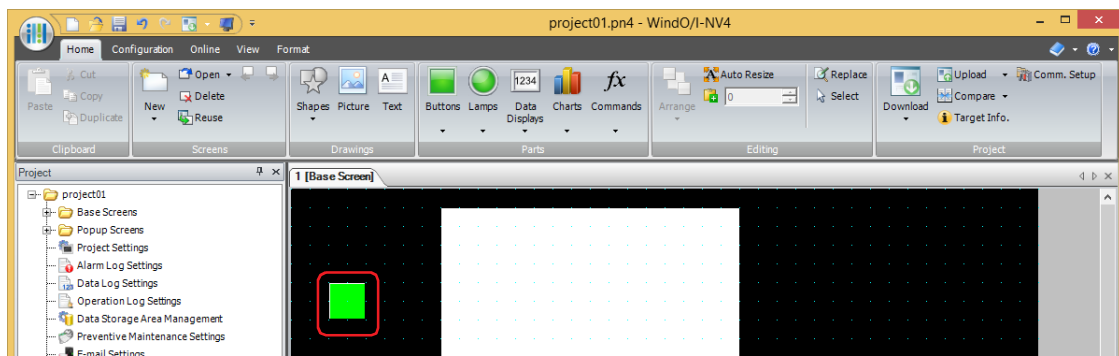 project01.pn4 - WindO/I-NV4
Home Configuration Online View Format
Paste Cut Copy Duplicate
New Open Delete Reuse
Shapes Picture Text
Buttons Lamps 1234 Data Displays Charts fx Commands
Arrange Auto Resize 0 Replace Select
Download Upload Compare Target Info. Comm. Setup
Clipboard Screens Drawings Parts Editing Project
Project
1 [Base Screen]
project01
Base Screens
Popup Screens
Project Settings
Alarm Log Settings
Data Log Settings
Operation Log Settings
Data Storage Area Management
Preventive Maintenance Settings
E-mail Settings